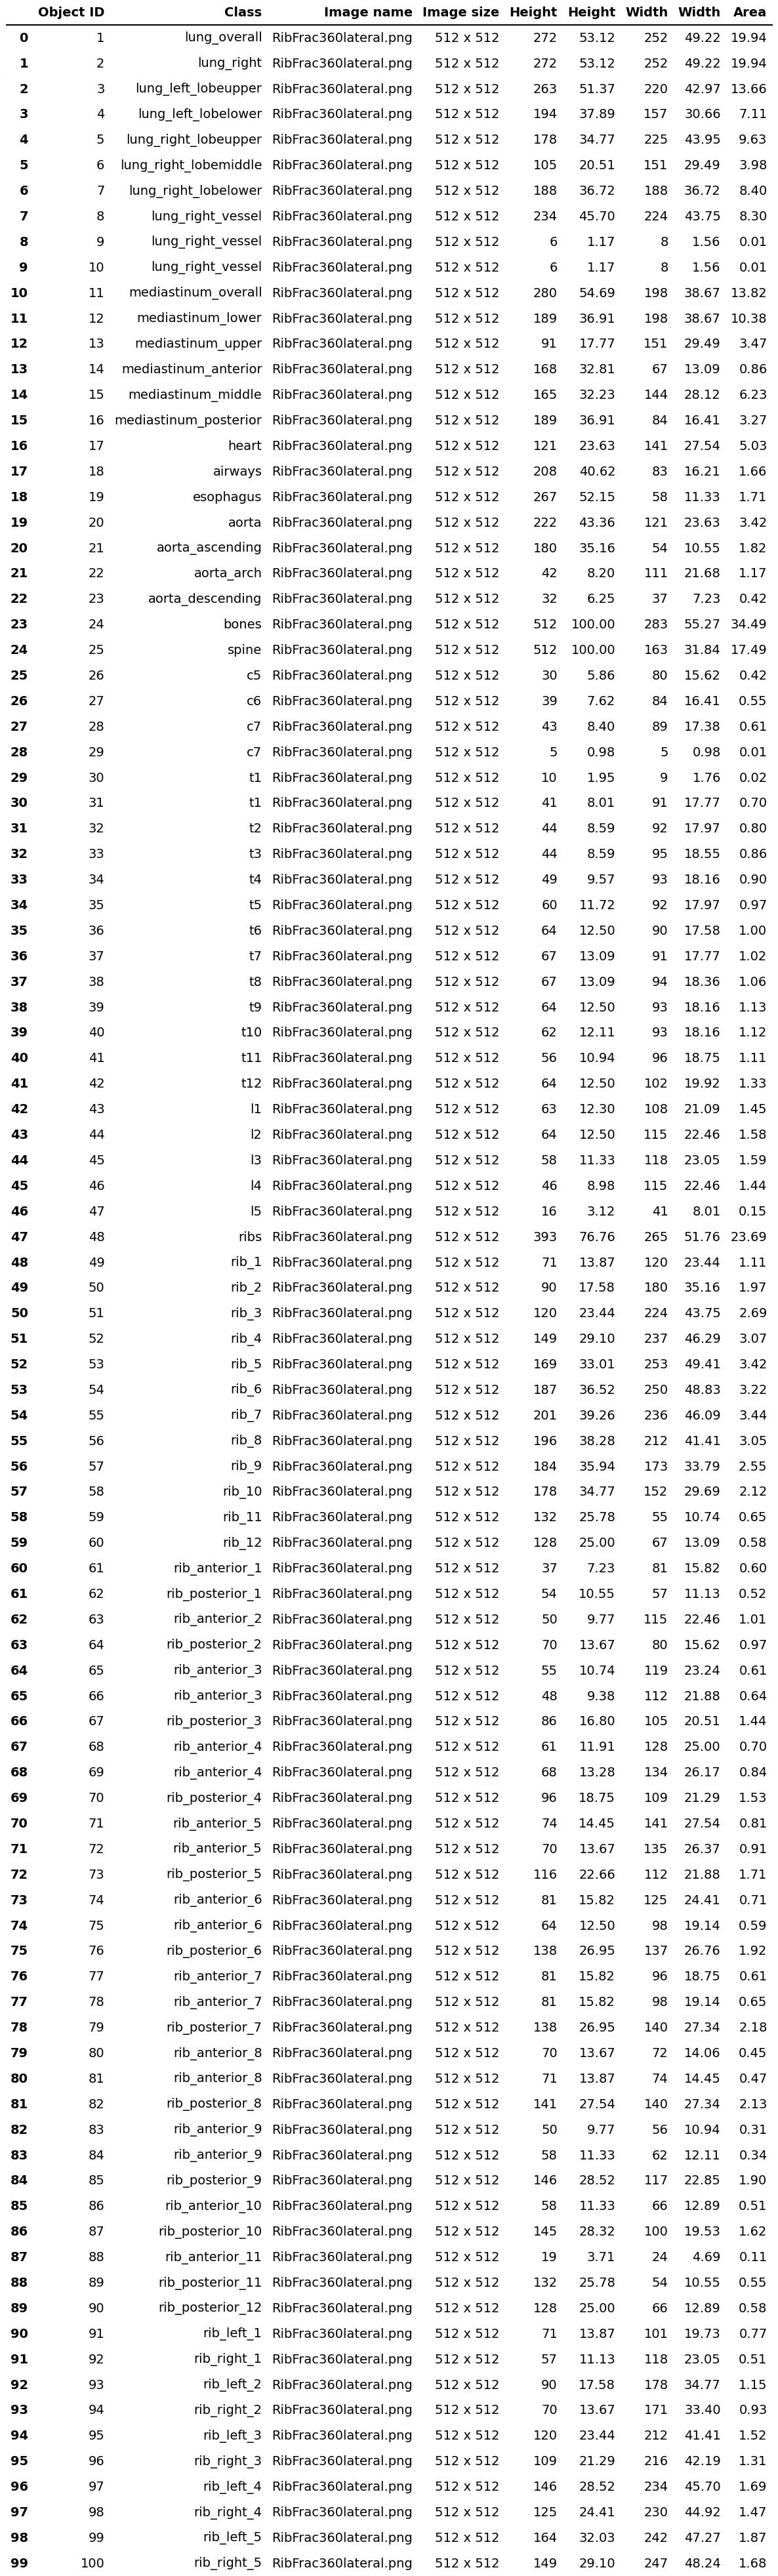 Object ID Class Image name Image size Height Height Width Width Area
0 1 lung_overall RibFrac360lateral.png 512 x 512 272 53.12 252 49.22 19.94
1 2 lung_right RibFrac360lateral.png 512 x 512 272 53.12 252 49.22 19.94
2 3 lung_left_lobeupper RibFrac360lateral.png 512 x 512 263 51.37 220 42.97 13.66
3 4 lung_left_lobelower RibFrac360lateral.png 512 x 512 194 37.89 157 30.66 7.11
4 5 lung_right_lobeupper RibFrac360lateral.png 512 x 512 178 34.77 225 43.95 9.63
5 6 lung_right_lobemiddle RibFrac360lateral.png 512 x 512 105 20.51 151 29.49 3.98
6 7 lung_right_lobelower RibFrac360lateral.png 512 x 512 188 36.72 188 36.72 8.40
7 8 lung_right_vessel RibFrac360lateral.png 512 x 512 234 45.70 224 43.75 8.30
8 9 lung_right_vessel RibFrac360lateral.png 512 x 512 6 1.17 8 1.56 0.01
9 10 lung_right_vessel RibFrac360lateral.png 512 x 512 6 1.17 8 1.56 0.01
10 11 mediastinum_overall RibFrac360lateral.png 512 x 512 280 54.69 198 38.67 13.82
11 12 mediastinum_lower RibFrac360lateral.png 512 x 512 189 36.91 198 38.67 10.38
12 13 mediastinum_upper RibFrac360lateral.png 512 x 512 91 17.77 151 29.49 3.47
13 14 mediastinum_anterior RibFrac360lateral.png 512 x 512 168 32.81 67 13.09 0.86
14 15 mediastinum_middle RibFrac360lateral.png 512 x 512 165 32.23 144 28.12 6.23
15 16 mediastinum_posterior RibFrac360lateral.png 512 x 512 189 36.91 84 16.41 3.27
16 17 heart RibFrac360lateral.png 512 x 512 121 23.63 141 27.54 5.03
17 18 airways RibFrac360lateral.png 512 x 512 208 40.62 83 16.21 1.66
18 19 esophagus RibFrac360lateral.png 512 x 512 267 52.15 58 11.33 1.71
19 20 aorta RibFrac360lateral.png 512 x 512 222 43.36 121 23.63 3.42
20 21 aorta_ascending RibFrac360lateral.png 512 x 512 180 35.16 54 10.55 1.82
21 22 aorta_arch RibFrac360lateral.png 512 x 512 42 8.20 111 21.68 1.17
22 23 aorta_descending RibFrac360lateral.png 512 x 512 32 6.25 37 7.23 0.42
23 24 bones RibFrac360lateral.png 512 x 512 512 100.00 283 55.27 34.49
24 25 spine RibFrac360lateral.png 512 x 512 512 100.00 163 31.84 17.49
25 26 c5 RibFrac360lateral.png 512 x 512 30 5.86 80 15.62 0.42
26 27 c6 RibFrac360lateral.png 512 x 512 39 7.62 84 16.41 0.55
27 28 c7 RibFrac360lateral.png 512 x 512 43 8.40 89 17.38 0.61
28 29 c7 RibFrac360lateral.png 512 x 512 5 0.98 5 0.98 0.01
29 30 t1 RibFrac360lateral.png 512 x 512 10 1.95 9 1.76 0.02
30 31 t1 RibFrac360lateral.png 512 x 512 41 8.01 91 17.77 0.70
31 32 t2 RibFrac360lateral.png 512 x 512 44 8.59 92 17.97 0.80
32 33 t3 RibFrac360lateral.png 512 x 512 44 8.59 95 18.55 0.86
33 34 t4 RibFrac360lateral.png 512 x 512 49 9.57 93 18.16 0.90
34 35 t5 RibFrac360lateral.png 512 x 512 60 11.72 92 17.97 0.97
35 36 t6 RibFrac360lateral.png 512 x 512 64 12.50 90 17.58 1.00
36 37 t7 RibFrac360lateral.png 512 x 512 67 13.09 91 17.77 1.02
37 38 t8 RibFrac360lateral.png 512 x 512 67 13.09 94 18.36 1.06
38 39 t9 RibFrac360lateral.png 512 x 512 64 12.50 93 18.16 1.13
39 40 t10 RibFrac360lateral.png 512 x 512 62 12.11 93 18.16 1.12
40 41 t11 RibFrac360lateral.png 512 x 512 56 10.94 96 18.75 1.11
41 42 t12 RibFrac360lateral.png 512 x 512 64 12.50 102 19.92 1.33
42 43 l1 RibFrac360lateral.png 512 x 512 63 12.30 108 21.09 1.45
43 44 l2 RibFrac360lateral.png 512 x 512 64 12.50 115 22.46 1.58
44 45 l3 RibFrac360lateral.png 512 x 512 58 11.33 118 23.05 1.59
45 46 l4 RibFrac360lateral.png 512 x 512 46 8.98 115 22.46 1.44
46 47 l5 RibFrac360lateral.png 512 x 512 16 3.12 41 8.01 0.15
47 48 ribs RibFrac360lateral.png 512 x 512 393 76.76 265 51.76 23.69
48 49 rib_1 RibFrac360lateral.png 512 x 512 71 13.87 120 23.44 1.11
49 50 rib_2 RibFrac360lateral.png 512 x 512 90 17.58 180 35.16 1.97
50 51 rib_3 RibFrac360lateral.png 512 x 512 120 23.44 224 43.75 2.69
51 52 rib_4 RibFrac360lateral.png 512 x 512 149 29.10 237 46.29 3.07
52 53 rib_5 RibFrac360lateral.png 512 x 512 169 33.01 253 49.41 3.42
53 54 rib_6 RibFrac360lateral.png 512 x 512 187 36.52 250 48.83 3.22
54 55 rib_7 RibFrac360lateral.png 512 x 512 201 39.26 236 46.09 3.44
55 56 rib_8 RibFrac360lateral.png 512 x 512 196 38.28 212 41.41 3.05
56 57 rib_9 RibFrac360lateral.png 512 x 512 184 35.94 173 33.79 2.55
57 58 rib_10 RibFrac360lateral.png 512 x 512 178 34.77 152 29.69 2.12
58 59 rib_11 RibFrac360lateral.png 512 x 512 132 25.78 55 10.74 0.65
59 60 rib_12 RibFrac360lateral.png 512 x 512 128 25.00 67 13.09 0.58
60 61 rib_anterior_1 RibFrac360lateral.png 512 x 512 37 7.23 81 15.82 0.60
61 62 rib_posterior_1 RibFrac360lateral.png 512 x 512 54 10.55 57 11.13 0.52
62 63 rib_anterior_2 RibFrac360lateral.png 512 x 512 50 9.77 115 22.46 1.01
63 64 rib_posterior_2 RibFrac360lateral.png 512 x 512 70 13.67 80 15.62 0.97
64 65 rib_anterior_3 RibFrac360lateral.png 512 x 512 55 10.74 119 23.24 0.61
65 66 rib_anterior_3 RibFrac360lateral.png 512 x 512 48 9.38 112 21.88 0.64
66 67 rib_posterior_3 RibFrac360lateral.png 512 x 512 86 16.80 105 20.51 1.44
67 68 rib_anterior_4 RibFrac360lateral.png 512 x 512 61 11.91 128 25.00 0.70
68 69 rib_anterior_4 RibFrac360lateral.png 512 x 512 68 13.28 134 26.17 0.84
69 70 rib_posterior_4 RibFrac360lateral.png 512 x 512 96 18.75 109 21.29 1.53
70 71 rib_anterior_5 RibFrac360lateral.png 512 x 512 74 14.45 141 27.54 0.81
71 72 rib_anterior_5 RibFrac360lateral.png 512 x 512 70 13.67 135 26.37 0.91
72 73 rib_posterior_5 RibFrac360lateral.png 512 x 512 116 22.66 112 21.88 1.71
73 74 rib_anterior_6 RibFrac360lateral.png 512 x 512 81 15.82 125 24.41 0.71
74 75 rib_anterior_6 RibFrac360lateral.png 512 x 512 64 12.50 98 19.14 0.59
75 76 rib_posterior_6 RibFrac360lateral.png 512 x 512 138 26.95 137 26.76 1.92
76 77 rib_anterior_7 RibFrac360lateral.png 512 x 512 81 15.82 96 18.75 0.61
77 78 rib_anterior_7 RibFrac360lateral.png 512 x 512 81 15.82 98 19.14 0.65
78 79 rib_posterior_7 RibFrac360lateral.png 512 x 512 138 26.95 140 27.34 2.18
79 80 rib_anterior_8 RibFrac360lateral.png 512 x 512 70 13.67 72 14.06 0.45
80 81 rib_anterior_8 RibFrac360lateral.png 512 x 512 71 13.87 74 14.45 0.47
81 82 rib_posterior_8 RibFrac360lateral.png 512 x 512 141 27.54 140 27.34 2.13
82 83 rib_anterior_9 RibFrac360lateral.png 512 x 512 50 9.77 56 10.94 0.31
83 84 rib_anterior_9 RibFrac360lateral.png 512 x 512 58 11.33 62 12.11 0.34
84 85 rib_posterior_9 RibFrac360lateral.png 512 x 512 146 28.52 117 22.85 1.90
85 86 rib_anterior_10 RibFrac360lateral.png 512 x 512 58 11.33 66 12.89 0.51
86 87 rib_posterior_10 RibFrac360lateral.png 512 x 512 145 28.32 100 19.53 1.62
87 88 rib_anterior_11 RibFrac360lateral.png 512 x 512 19 3.71 24 4.69 0.11
88 89 rib_posterior_11 RibFrac360lateral.png 512 x 512 132 25.78 54 10.55 0.55
89 90 rib_posterior_12 RibFrac360lateral.png 512 x 512 128 25.00 66 12.89 0.58
90 91 rib_left_1 RibFrac360lateral.png 512 x 512 71 13.87 101 19.73 0.77
91 92 rib_right_1 RibFrac360lateral.png 512 x 512 57 11.13 118 23.05 0.51
92 93 rib_left_2 RibFrac360lateral.png 512 x 512 90 17.58 178 34.77 1.15
93 94 rib_right_2 RibFrac360lateral.png 512 x 512 70 13.67 171 33.40 0.93
94 95 rib_left_3 RibFrac360lateral.png 512 x 512 120 23.44 212 41.41 1.52
95 96 rib_right_3 RibFrac360lateral.png 512 x 512 109 21.29 216 42.19 1.31
96 97 rib_left_4 RibFrac360lateral.png 512 x 512 146 28.52 234 45.70 1.69
97 98 rib_right_4 RibFrac360lateral.png 512 x 512 125 24.41 230 44.92 1.47
98 99 rib_left_5 RibFrac360lateral.png 512 x 512 164 32.03 242 47.27 1.87
99 100 rib_right_5 RibFrac360lateral.png 512 x 512 149 29.10 247 48.24 1.68